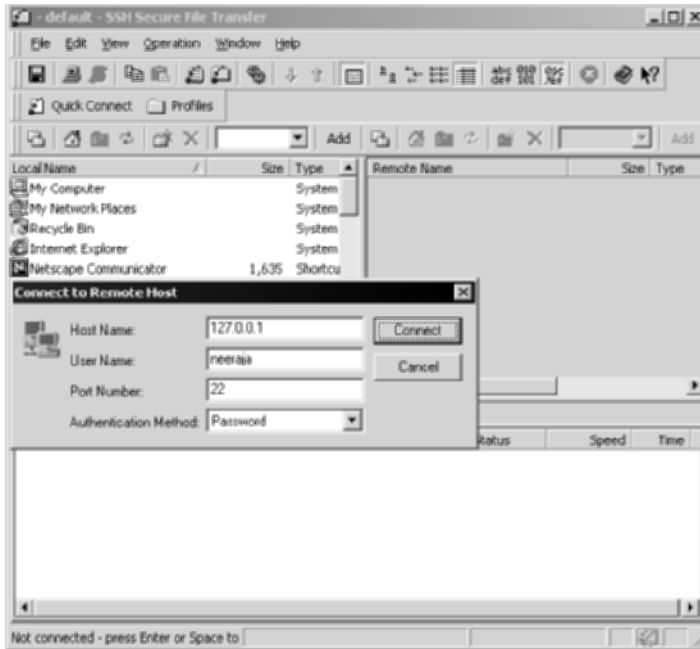 - default - SSH Secure File Transfer
File Edit View Operation Window Help
Quick Connect Profiles
Add Add
Local Name / Size Type Remote Name Size Type
My Computer System
My Network Places System
Recycle Bin System
Internet Explorer System
Netscape Communicator 1,635 Shortcu
Connect to Remote Host
Host Name: 127.0.0.1 Connect
User Name: neeraja Cancel
Port Number: 22
Authentication Method: Password
Status Speed Time
Not connected - press Enter or Space to